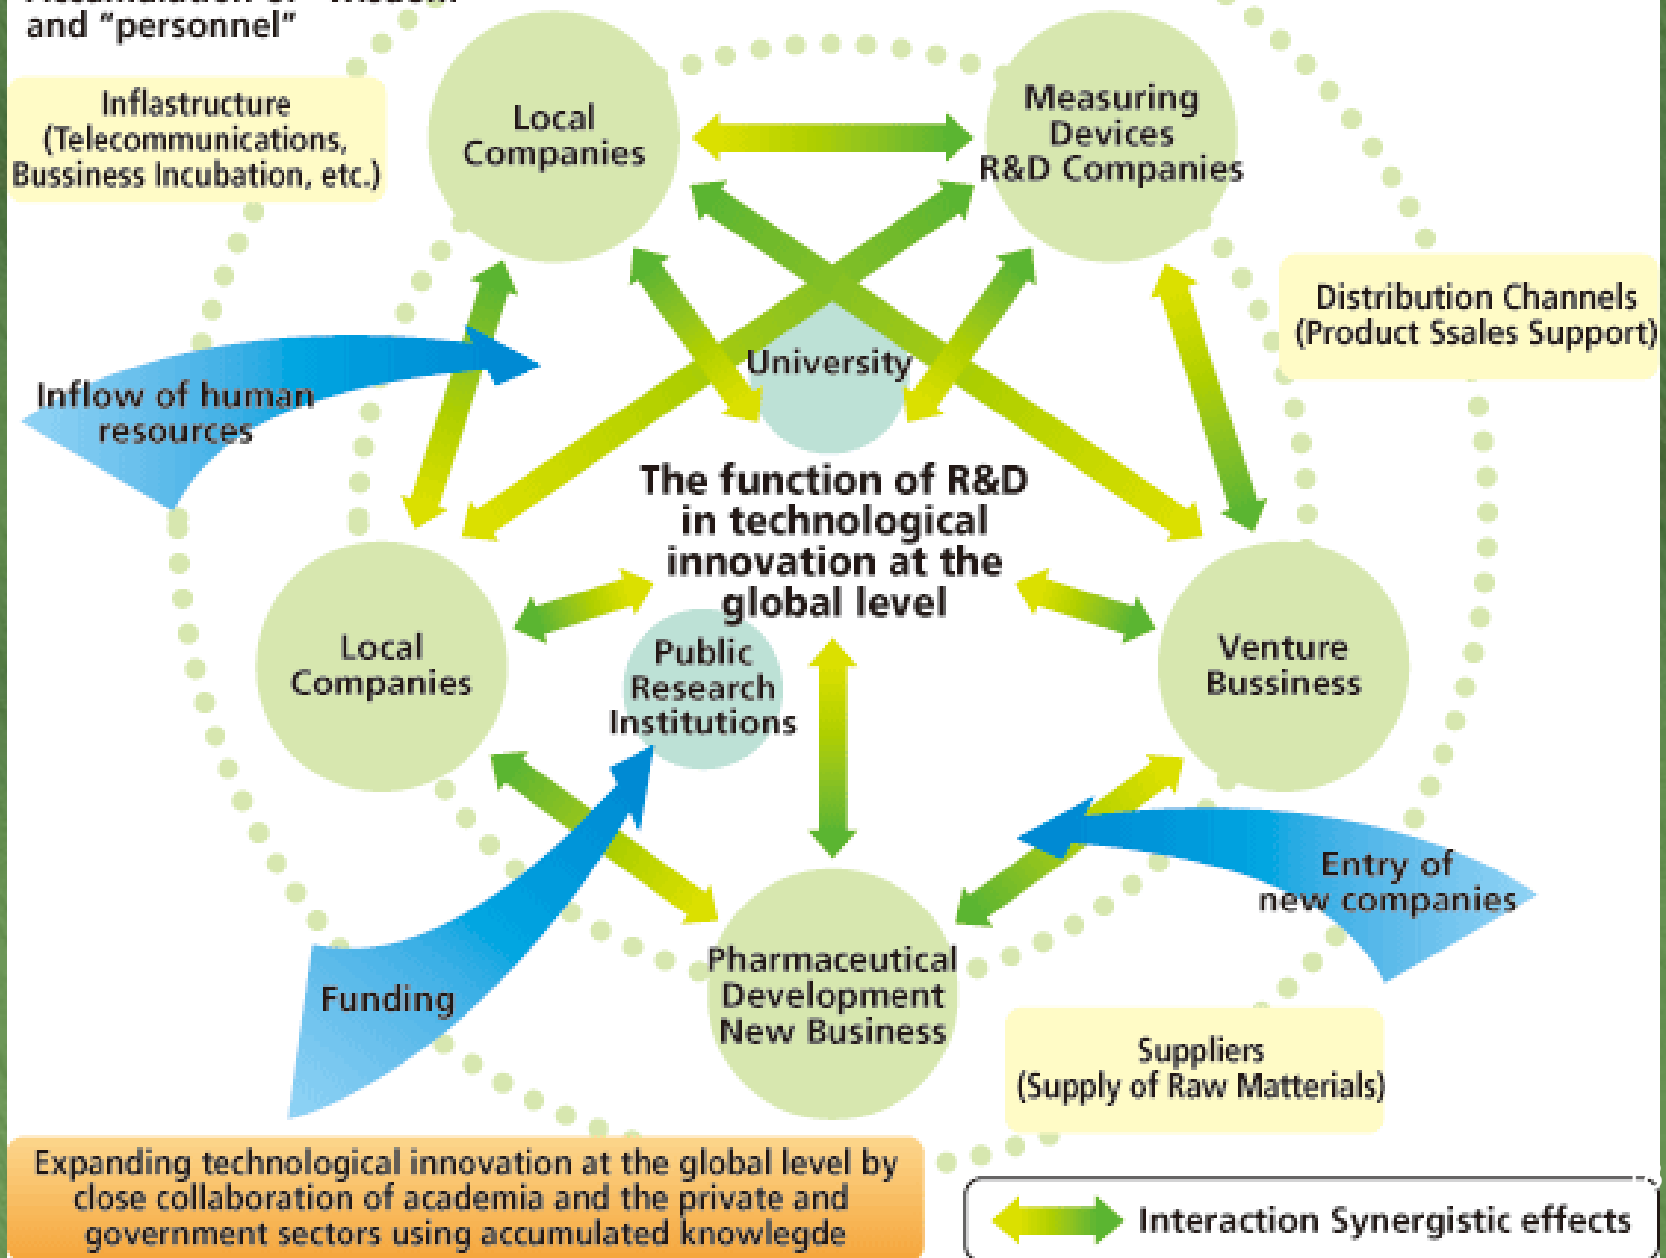 and “personnel”
Inflastructure
(Telecommunications,
Bussiness Incubation, etc.)
Local
Companies
Measuring
Devices
R&D Companies
Distribution Channels
(Product Ssales Support)
University
Inflow of human
resources
The function of R&D
in technological
innovation at the
global level
Local
Companies
Public
Research
Institutions
Venture
Bussiness
Entry of
new companies
Funding
Pharmaceutical
Development
New Business
Suppliers
(Supply of Raw Matterials)
Expanding technological innovation at the global level by
close collaboration of academia and the private and
government sectors using accumulated knowlegde
Interaction Synergistic effects